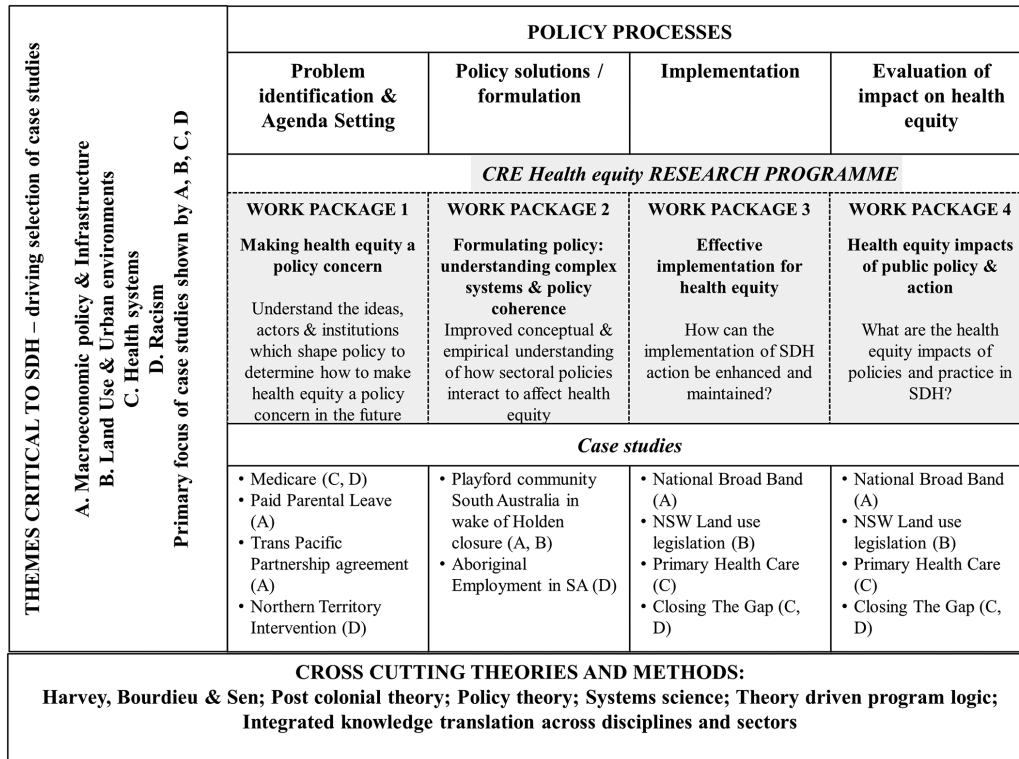 THEMES CRITICAL TO SDH – driving selection of case studies
A. Macroeconomic policy & Infrastructure
B. Land Use & Urban environments
C. Health systems
D. Racism
Primary focus of case studies shown by A, B, C, D
POLICY PROCESSES
Problem
identification &
Agenda Setting
Policy solutions /
formulation
Implementation
Evaluation of
impact on health
equity
CRE Health equity RESEARCH PROGRAMME
WORK PACKAGE 1
Making health equity a
policy concern
Understand the ideas,
actors & institutions
which shape policy to
determine how to make
health equity a policy
concern in the future
WORK PACKAGE 2
Formulating policy:
understanding complex
systems & policy
coherence
Improved conceptual &
empirical understanding
of how sectoral policies
interact to affect health
equity
WORK PACKAGE 3
Effective
implementation for
health equity
How can the
implementation of SDH
action be enhanced and
maintained?
WORK PACKAGE 4
Health equity impacts
of public policy &
action
What are the health
equity impacts of
policies and practice in
SDH?
Case studies
• Medicare (C, D)
• Paid Parental Leave
(A)
• Trans Pacific
Partnership agreement
(A)
• Northern Territory
Intervention (D)
• Playford community
South Australia in
wake of Holden
closure (A, B)
• Aboriginal
Employment in SA (D)
• National Broad Band
(A)
• NSW Land use
legislation (B)
• Primary Health Care
(C)
• Closing The Gap (C,
D)
• National Broad Band
(A)
• NSW Land use
legislation (B)
• Primary Health Care
(C)
• Closing The Gap (C,
D)
CROSS CUTTING THEORIES AND METHODS:
Harvey, Bourdieu & Sen; Post colonial theory; Policy theory; Systems science; Theory driven program logic;
Integrated knowledge translation across disciplines and sectors